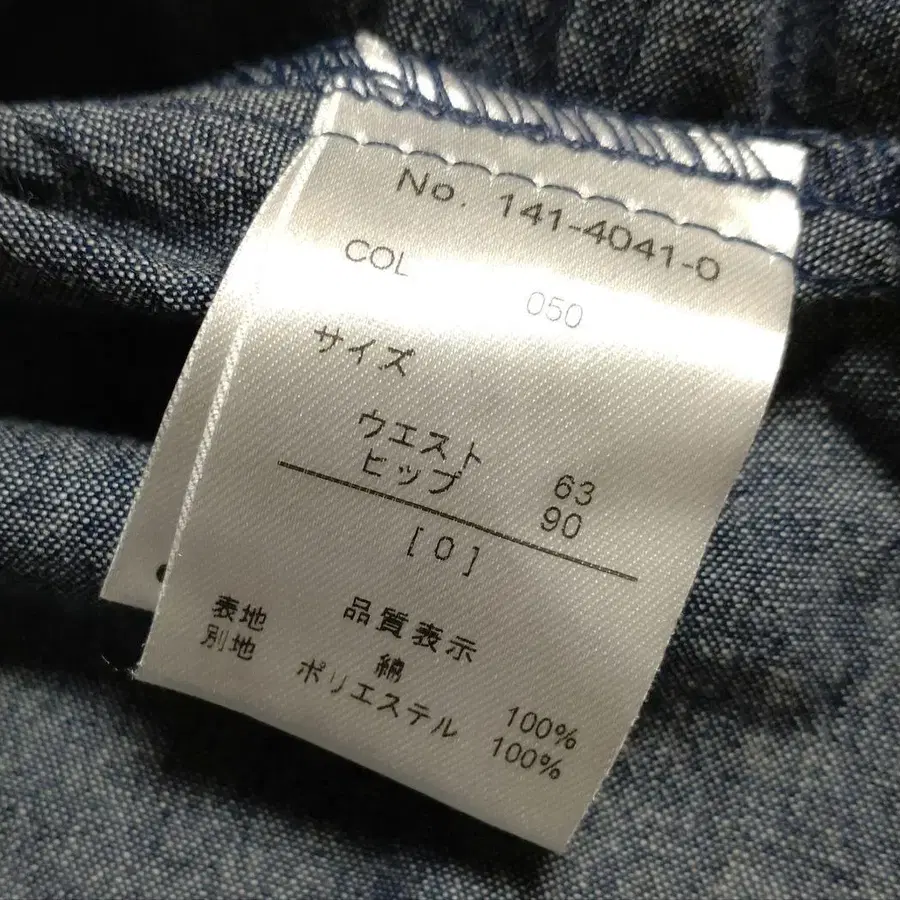 No. 141-4041-0
COL 050
サイズ
ウエスト 63
ヒップ 90
[0]
品質表示
表地 綿 100%
別地 ポリエステル 100%